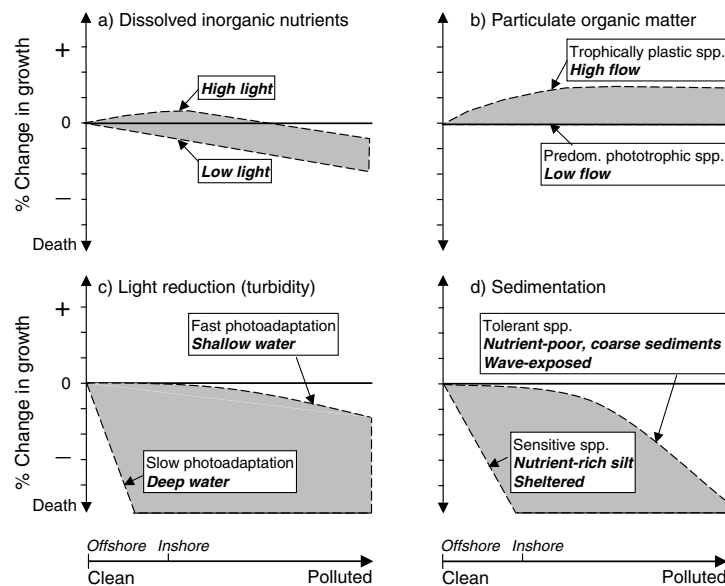 a) Dissolved inorganic nutrients
+
High light
0
Low light
—
Death
% Change in growth
b) Particulate organic matter
Trophically plastic spp.
High flow
Predom. phototrophic spp.
Low flow
c) Light reduction (turbidity)
+
Fast photoadaptation
Shallow water
0
—
Slow photoadaptation
Deep water
Death
% Change in growth
d) Sedimentation
Tolerant spp.
Nutrient-poor, coarse sediments
Wave-exposed
Sensitive spp.
Nutrient-rich silt
Sheltered
Offshore Inshore
Clean Polluted
Offshore Inshore
Clean Polluted